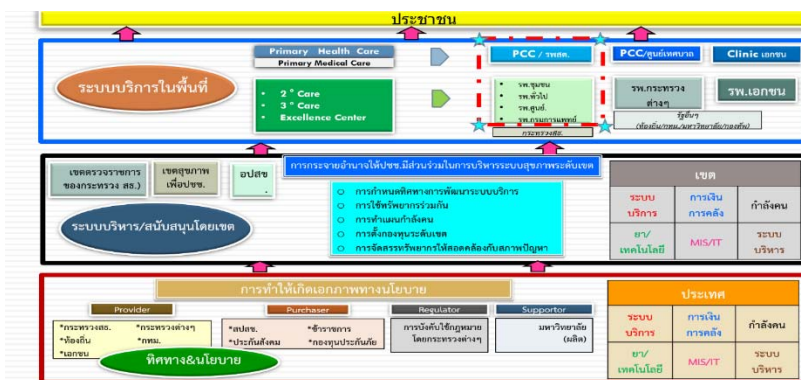 ประชาชน
Primary Health Care
Primary Medical Care
PCC / รพสต.
PCC/ศูนย์เทศบาล
Clinic เอกชน
ระบบบริการในพื้นที่
• 2 ° Care
• 3 ° Care
• Excellence Center
• รพ.ชุมชน
• รพ.ทั่วไป
• รพ.ศูนย์.
• รพ.กรมการแพทย์
กระทรวงสธ.
รพ.กระทรวง
ต่างๆ
รพ.เอกชน
รัฐอื่นๆ
(ท้องถิ่น/กทม./มหาวิทยาลัย/กองทัพ)
เขตตรวจราชการ
ของกระทรวง สธ.)
เขตสุขภาพ
เพื่อปชช.
อปสข
.
การกระจายอำนาจให้ปชช.มีส่วนร่วมในการบริหารระบบสุขภาพระดับเขต
o การกำหนดทิศทางการพัฒนาระบบบริการ
o การใช้ทรัพยากรร่วมกัน
o การทำแผนกำลังคน
o การตั้งกองทุนระดับเขต
o การจัดสรรทรัพยากรให้สอดคล้องกับสภาพปัญหา
ระบบบริหาร/สนับสนุนโดยเขต
เขต
ระบบ
บริการ
การเงิน
การคลัง
กำลังคน
ยา/
เทคโนโลยี
MIS/IT
ระบบ
บริหาร
การทำให้เกิดเอกภาพทางนโยบาย
Provider
*กระทรวงสธ. *กระทรวงต่างๆ
*ท้องถิ่น *กทม.
*เอกชน
Purchaser
*สปสช. *ข้าราชการ
*ประกันสังคม *กองทุนประกันภัย
Regulator
การบังคับใช้กฎหมาย
โดยกระทรวงต่างๆ
Supportor
มหาวิทยาลัย
(ผลิต)
ทิศทาง&นโยบาย
ประเทศ
ระบบ
บริการ
การเงิน
การคลัง
กำลังคน
ยา/
เทคโนโลยี
MIS/IT
ระบบ
บริหาร